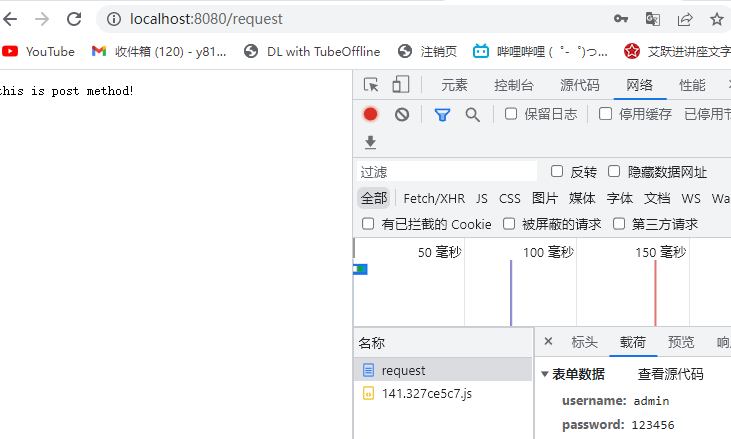 localhost:8080/request
YouTube 收件箱 (120) - y81... DL with TubeOffline 注销页 哔哩哔哩 (゜-゜)つ... 艾跃进讲座文字
this is post method!
元素 控制台 源代码 网络 性能
保留日志 停用缓存 已停用节
过滤 反转 隐藏数据网址
全部 Fetch/XHR JS CSS 图片 媒体 字体 文档 WS Wa
有已拦截的 Cookie 被屏蔽的请求 第三方请求
50 毫秒 100 毫秒 150 毫秒
名称 × 标头 载荷 预览 响
request 表单数据 查看源代码
141.327ce5c7.js username: admin
password: 123456